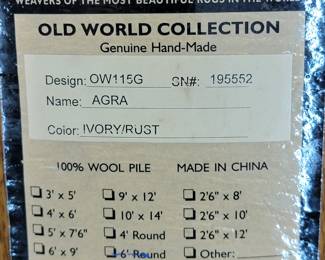 WEAVERS OF THE MOST BEAUTIFUL RUGS IN THE WORLD
OLD WORLD COLLECTION
Genuine Hand-Made
Design: OW115G SN#: 195552
Name: AGRA
Color: IVORY/RUST
100% WOOL PILE MADE IN CHINA
3' x 5' 9' x 12' 2'6" x 8'
4' x 6' 10' x 14' 2'6" x 10'
5' x 7'6" 4' Round 2'6" x 12'
6' x 9' 6' Round Other: